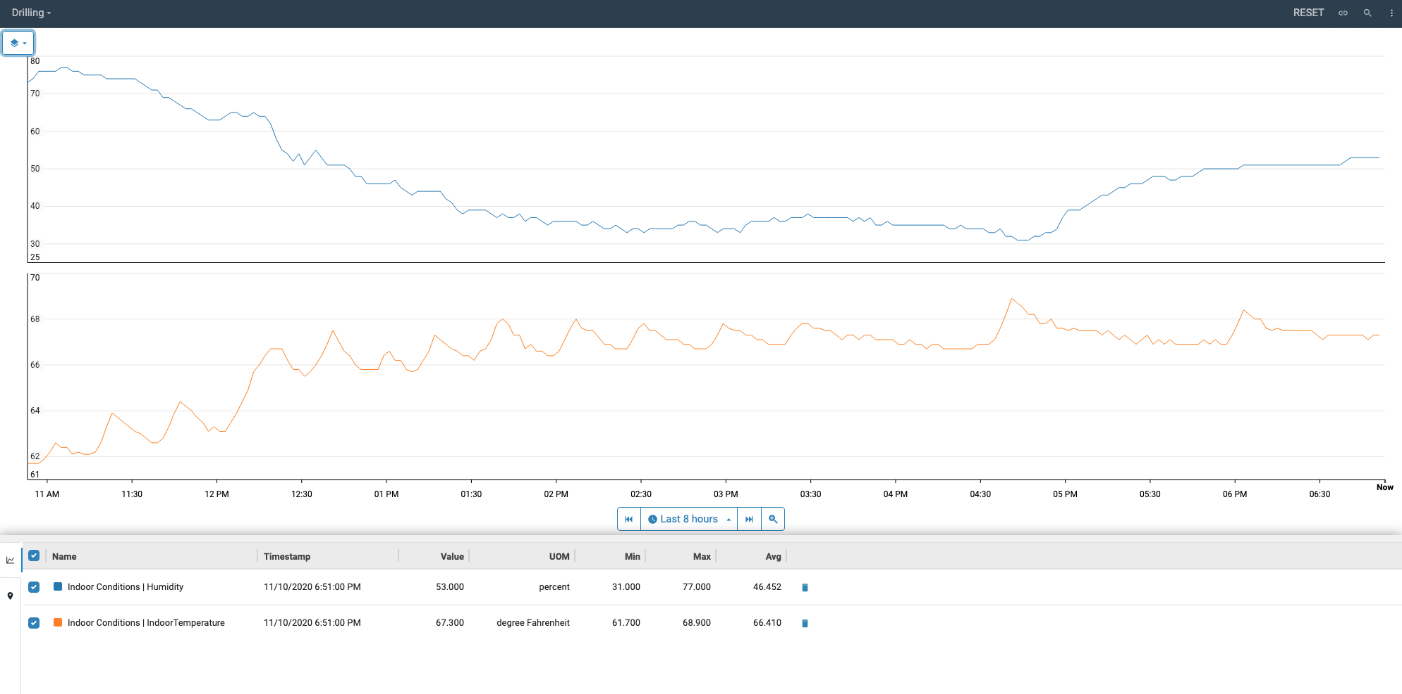 Drilling
RESET
80
70
60
50
40
30
25
70
68
66
64
62
61
11 AM 11:30 12 PM 12:30 01 PM 01:30 02 PM 02:30 03 PM 03:30 04 PM 04:30 05 PM 05:30 06 PM 06:30 Now
Last 8 hours
Name Timestamp Value UOM Min Max Avg
Indoor Conditions | Humidity 11/10/2020 6:51:00 PM 53.000 percent 31.000 77.000 46.452
Indoor Conditions | IndoorTemperature 11/10/2020 6:51:00 PM 67.300 degree Fahrenheit 61.700 68.900 66.410